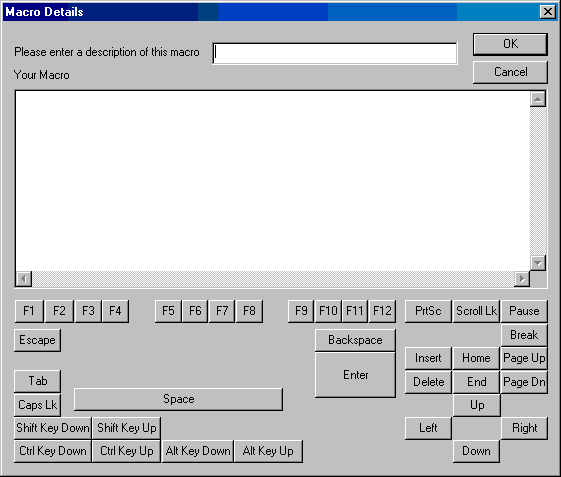 Macro Details
Please enter a description of this macro
OK
Your Macro
Cancel
F1 F2 F3 F4 F5 F6 F7 F8 F9 F10 F11 F12 PrtSc Scroll Lk Pause
Escape Backspace Break
Insert Home Page Up
Enter
Tab Delete End Page Dn
Caps Lk Space Up
Shift Key Down Shift Key Up Left Right
Ctrl Key Down Ctrl Key Up Alt Key Down Alt Key Up Down